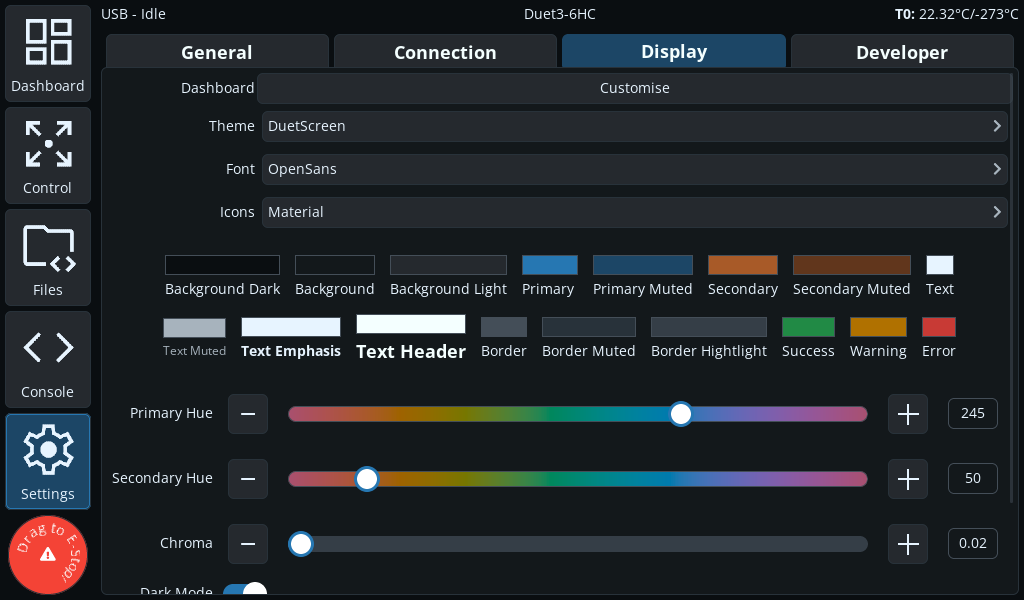 USB - Idle
Duet3-6HC
T0: 22.32°C/-273°C
Dashboard
Control
Files
Console
Settings
Drag to E-Stop!
General
Connection
Display
Developer
Dashboard
Customise
Theme
DuetScreen
Font
OpenSans
Icons
Material
Background Dark
Background
Background Light
Primary
Primary Muted
Secondary
Secondary Muted
Text
Text Muted
Text Emphasis
Text Header
Border
Border Muted
Border Hightlight
Success
Warning
Error
Primary Hue
245
Secondary Hue
50
Chroma
0.02
Dark Mode